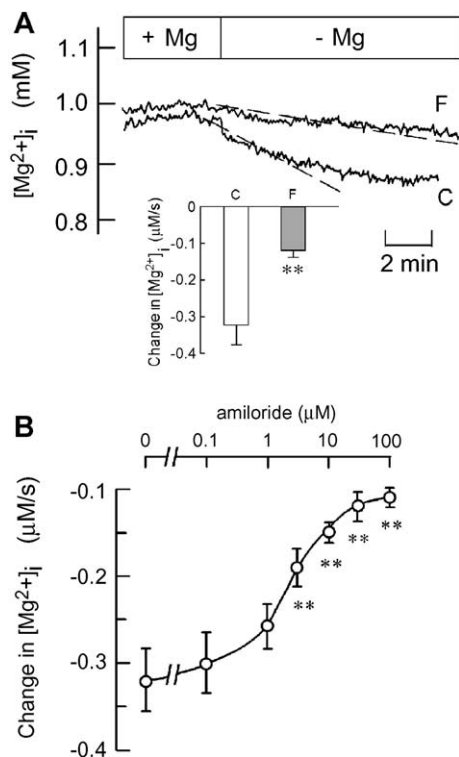 A
+ Mg
- Mg
[Mg²⁺]ᵢ (mM)
1.1
1.0
0.9
0.8
F
C
2 min
C
F
Change in [Mg²⁺]ᵢ (μM/s)
0
-0.1
-0.2
-0.3
-0.4
**
B
amiloride (μM)
0
0.1
1
10
100
Change in [Mg²⁺]ᵢ (μM/s)
-0.1
-0.2
-0.3
-0.4
**
**
**
**